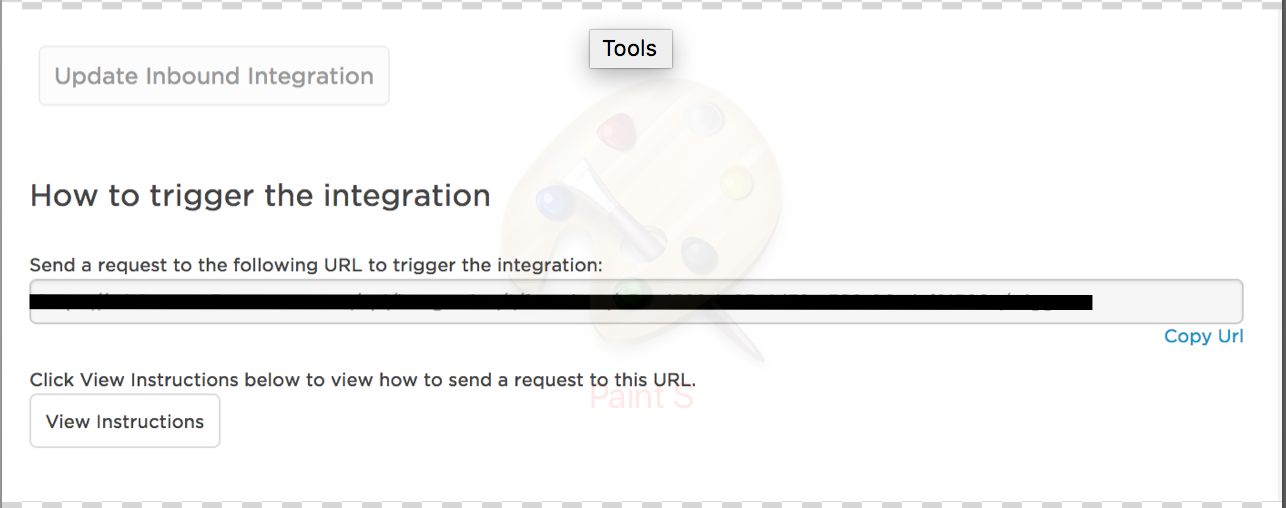 Tools
Update Inbound Integration
How to trigger the integration
Send a request to the following URL to trigger the integration:
Copy Url
Click View Instructions below to view how to send a request to this URL.
Paint S
View Instructions